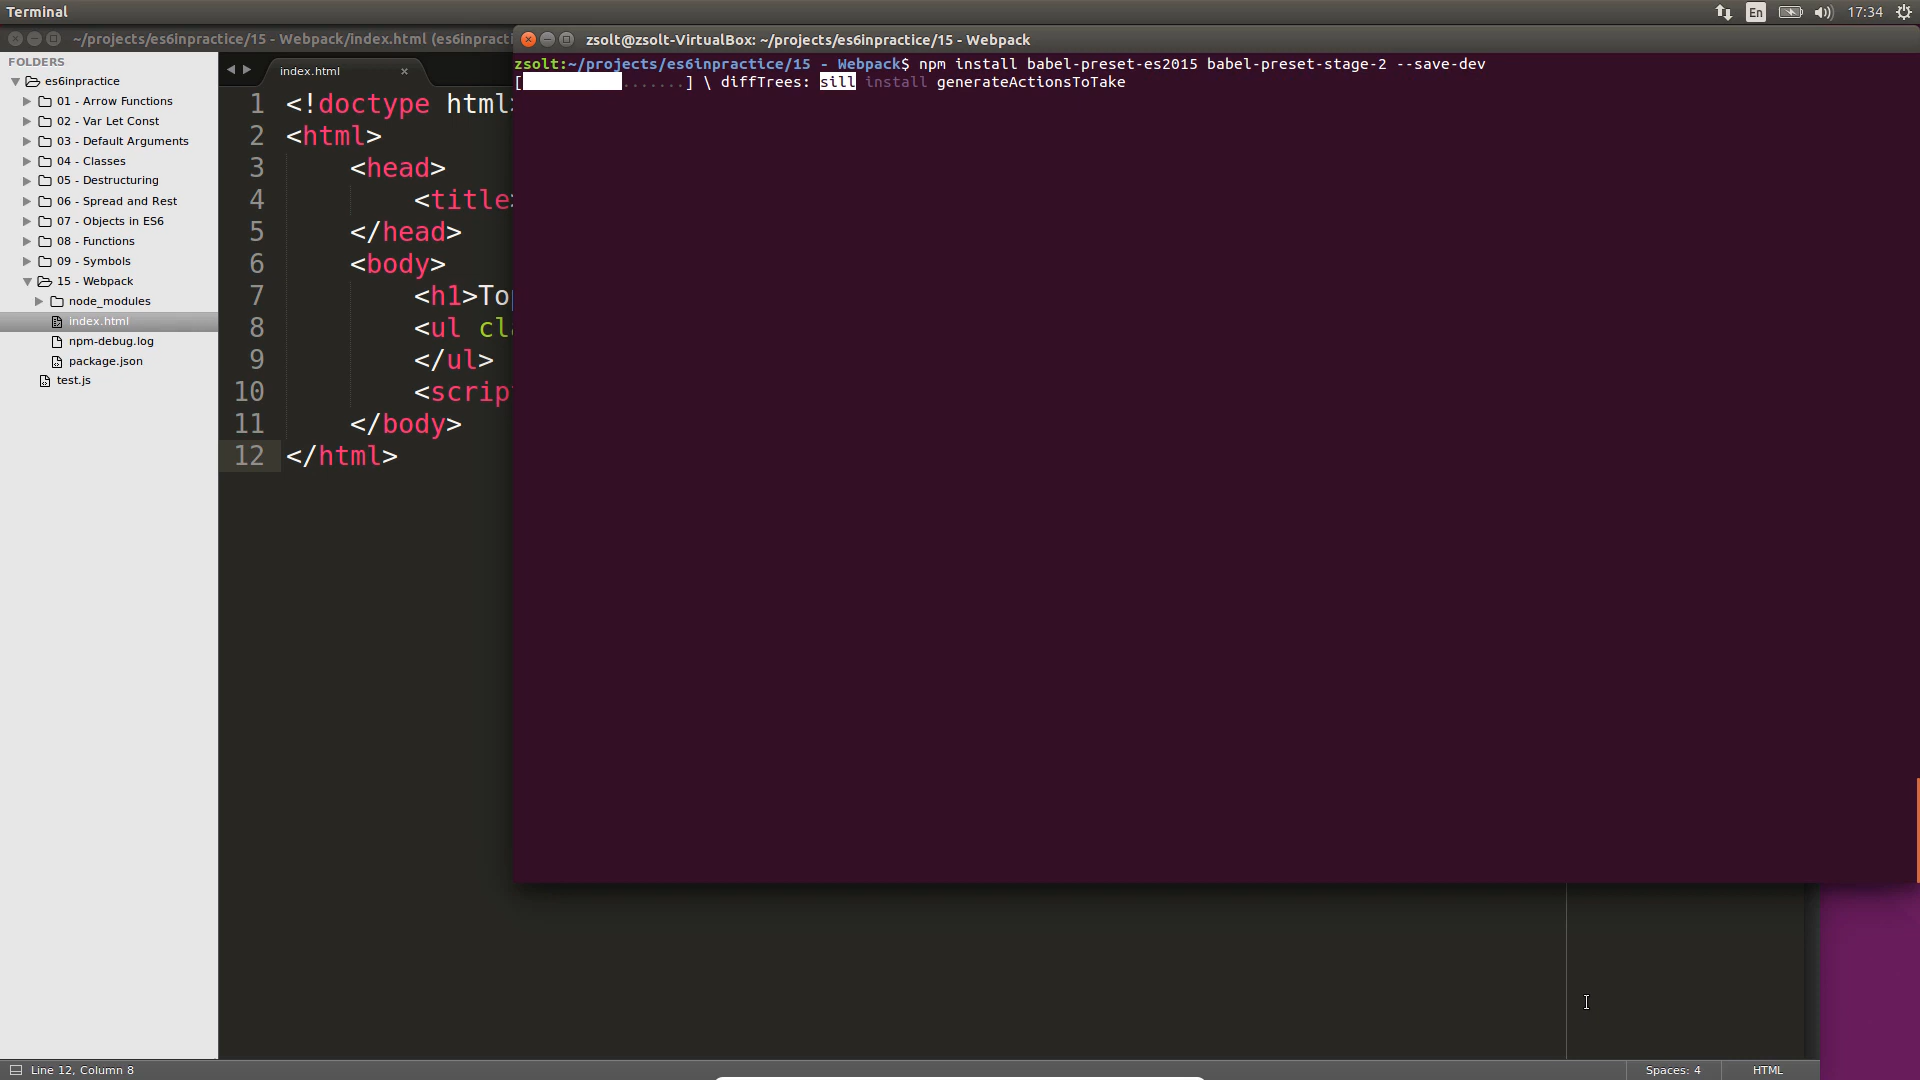 Terminal
En
17:34
~/projects/es6inpractice/15 - Webpack/index.html (es6inpracti
zsolt@zsolt-VirtualBox: ~/projects/es6inpractice/15 - Webpack
FOLDERS
es6inpractice
01 - Arrow Functions
02 - Var Let Const
03 - Default Arguments
04 - Classes
05 - Destructuring
06 - Spread and Rest
07 - Objects in ES6
08 - Functions
09 - Symbols
15 - Webpack
node_modules
index.html
npm-debug.log
package.json
test.js
index.html
1 <!doctype html>
2 <html>
3 <head>
4 <title>
5 </head>
6 <body>
7 <h1>To
8 <ul cla
9 </ul>
10 <scrip
11 </body>
12 </html>
zsolt:~/projects/es6inpractice/15 - Webpack$ npm install babel-preset-es2015 babel-preset-stage-2 --save-dev
[ .......] \ diffTrees: sill install generateActionsToTake
Line 12, Column 8
Spaces: 4
HTML